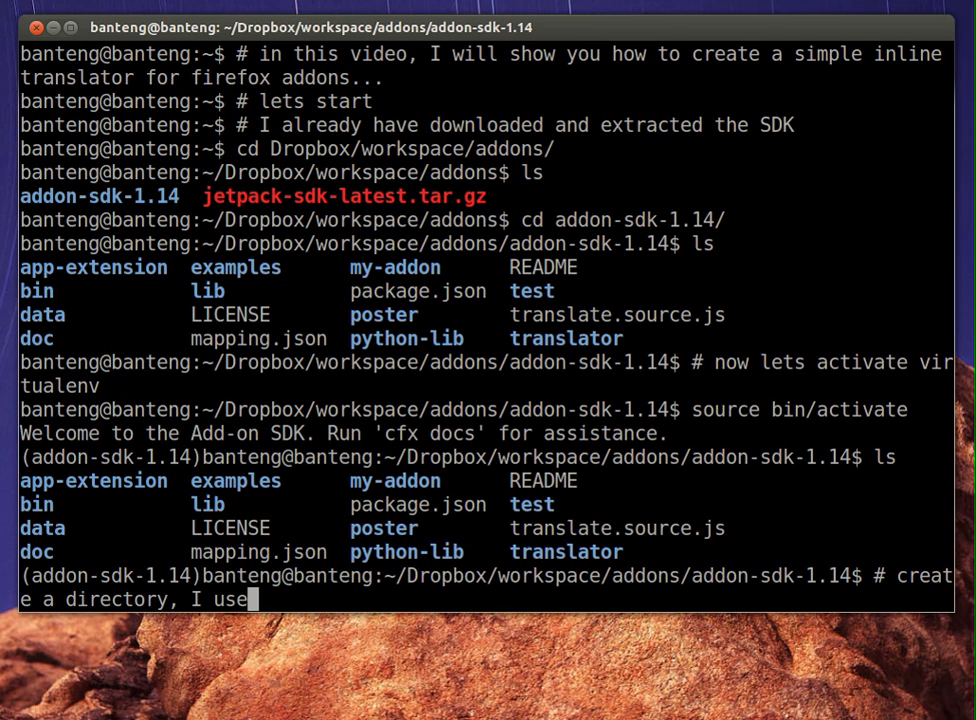 banteng@banteng: ~/Dropbox/workspace/addons/addon-sdk-1.14
banteng@banteng:~$ # in this video, I will show you how to create a simple inline
translator for firefox addons...
banteng@banteng:~$ # lets start
banteng@banteng:~$ # I already have downloaded and extracted the SDK
banteng@banteng:~$ cd Dropbox/workspace/addons/
banteng@banteng:~/Dropbox/workspace/addons$ ls
addon-sdk-1.14  jetpack-sdk-latest.tar.gz
banteng@banteng:~/Dropbox/workspace/addons$ cd addon-sdk-1.14/
banteng@banteng:~/Dropbox/workspace/addons/addon-sdk-1.14$ ls
app-extension  examples      my-addon      README
bin            lib           package.json  test
data           LICENSE       poster        translate.source.js
doc            mapping.json  python-lib    translator
banteng@banteng:~/Dropbox/workspace/addons/addon-sdk-1.14$ # now lets activate vir
tualenv
banteng@banteng:~/Dropbox/workspace/addons/addon-sdk-1.14$ source bin/activate
Welcome to the Add-on SDK. Run 'cfx docs' for assistance.
(addon-sdk-1.14)banteng@banteng:~/Dropbox/workspace/addons/addon-sdk-1.14$ ls
app-extension  examples      my-addon      README
bin            lib           package.json  test
data           LICENSE       poster        translate.source.js
doc            mapping.json  python-lib    translator
(addon-sdk-1.14)banteng@banteng:~/Dropbox/workspace/addons/addon-sdk-1.14$ # creat
e a directory, I use